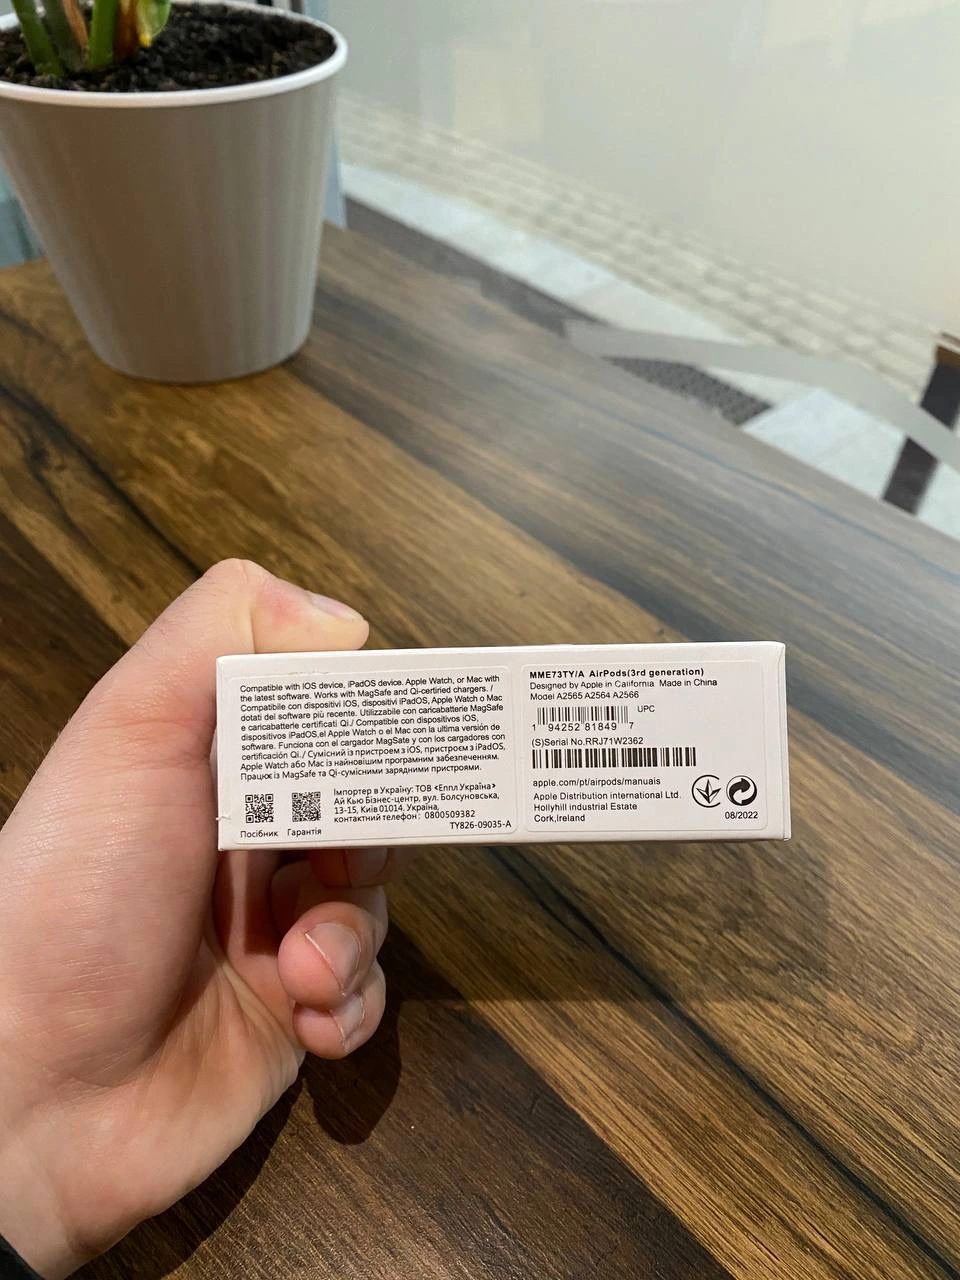 Compatible with IOS device, iPadOS device. Apple Watch, or Mac with
the latest software. Works with MagSafe and Qi-certiried chargers. /
Compatibile con dispositivi iOS, dispositivi iPadOS, Apple Watch o Mac
dotati del software più recente. Utilizzabile con caricabatterie MagSafe
e caricabatterie certificati Qi./ Compatible con dispositivos iOS,
dispositivos iPadOS,el Apple Watch o el Mac con la ultima versión de
software. Funciona con el cargador MagSafe y con los cargadores con
certificación Qi./ Сумісний із пристроєм з iOS, пристроєм з iPadOS,
Apple Watch або Mac із найновішим програмним забезпеченням.
Працює із MagSafe та Qi-сумісними зарядними пристроями.
Посібник Гарантія
Імпортер в Україну: ТОВ <Еппл Україна>
Ай Кью Бізнес-центр, вул. Болсуновська,
13-15, Київ 01014. Україна,
контактний телефон: 0800509382
TY826-09035-A
MME73TY/A AirPods(3rd generation)
Designed by Apple in California Made in China
Model A2565 A2564 A2566
UPC
1 94252 81849 7
(S)Serial No.RRJ71W2362
apple.com/pt/airpods/manuais
Apple Distribution international Ltd.
Hollyhill industrial Estate
Cork,ireland
08/2022